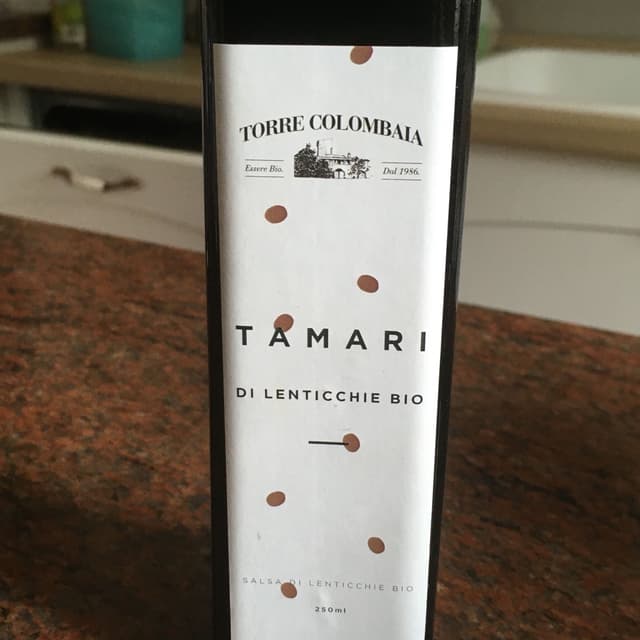 TORRE COLOMBAIA
Essere Bio. Dal 1986.
TAMARI
DI LENTICCHIE BIO
SALSA DI LENTICCHIE BIO
250ml